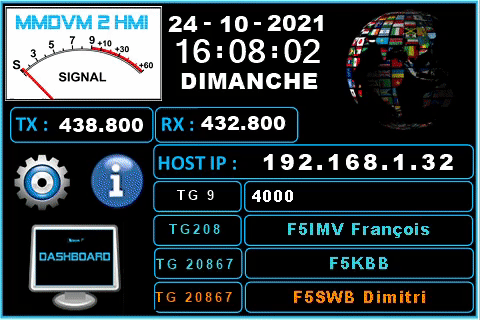 MMDVM 2 HMI
S 3 5 7 9 +10 +30 +60
SIGNAL
24 - 10 - 2021
16:08:02
DIMANCHE
TX : 438.800
RX : 432.800
HOST IP : 192.168.1.32
TG 9 4000
TG208 F5IMV François
TG 20867 F5KBB
TG 20867 F5SWB Dimitri
DASHBOARD